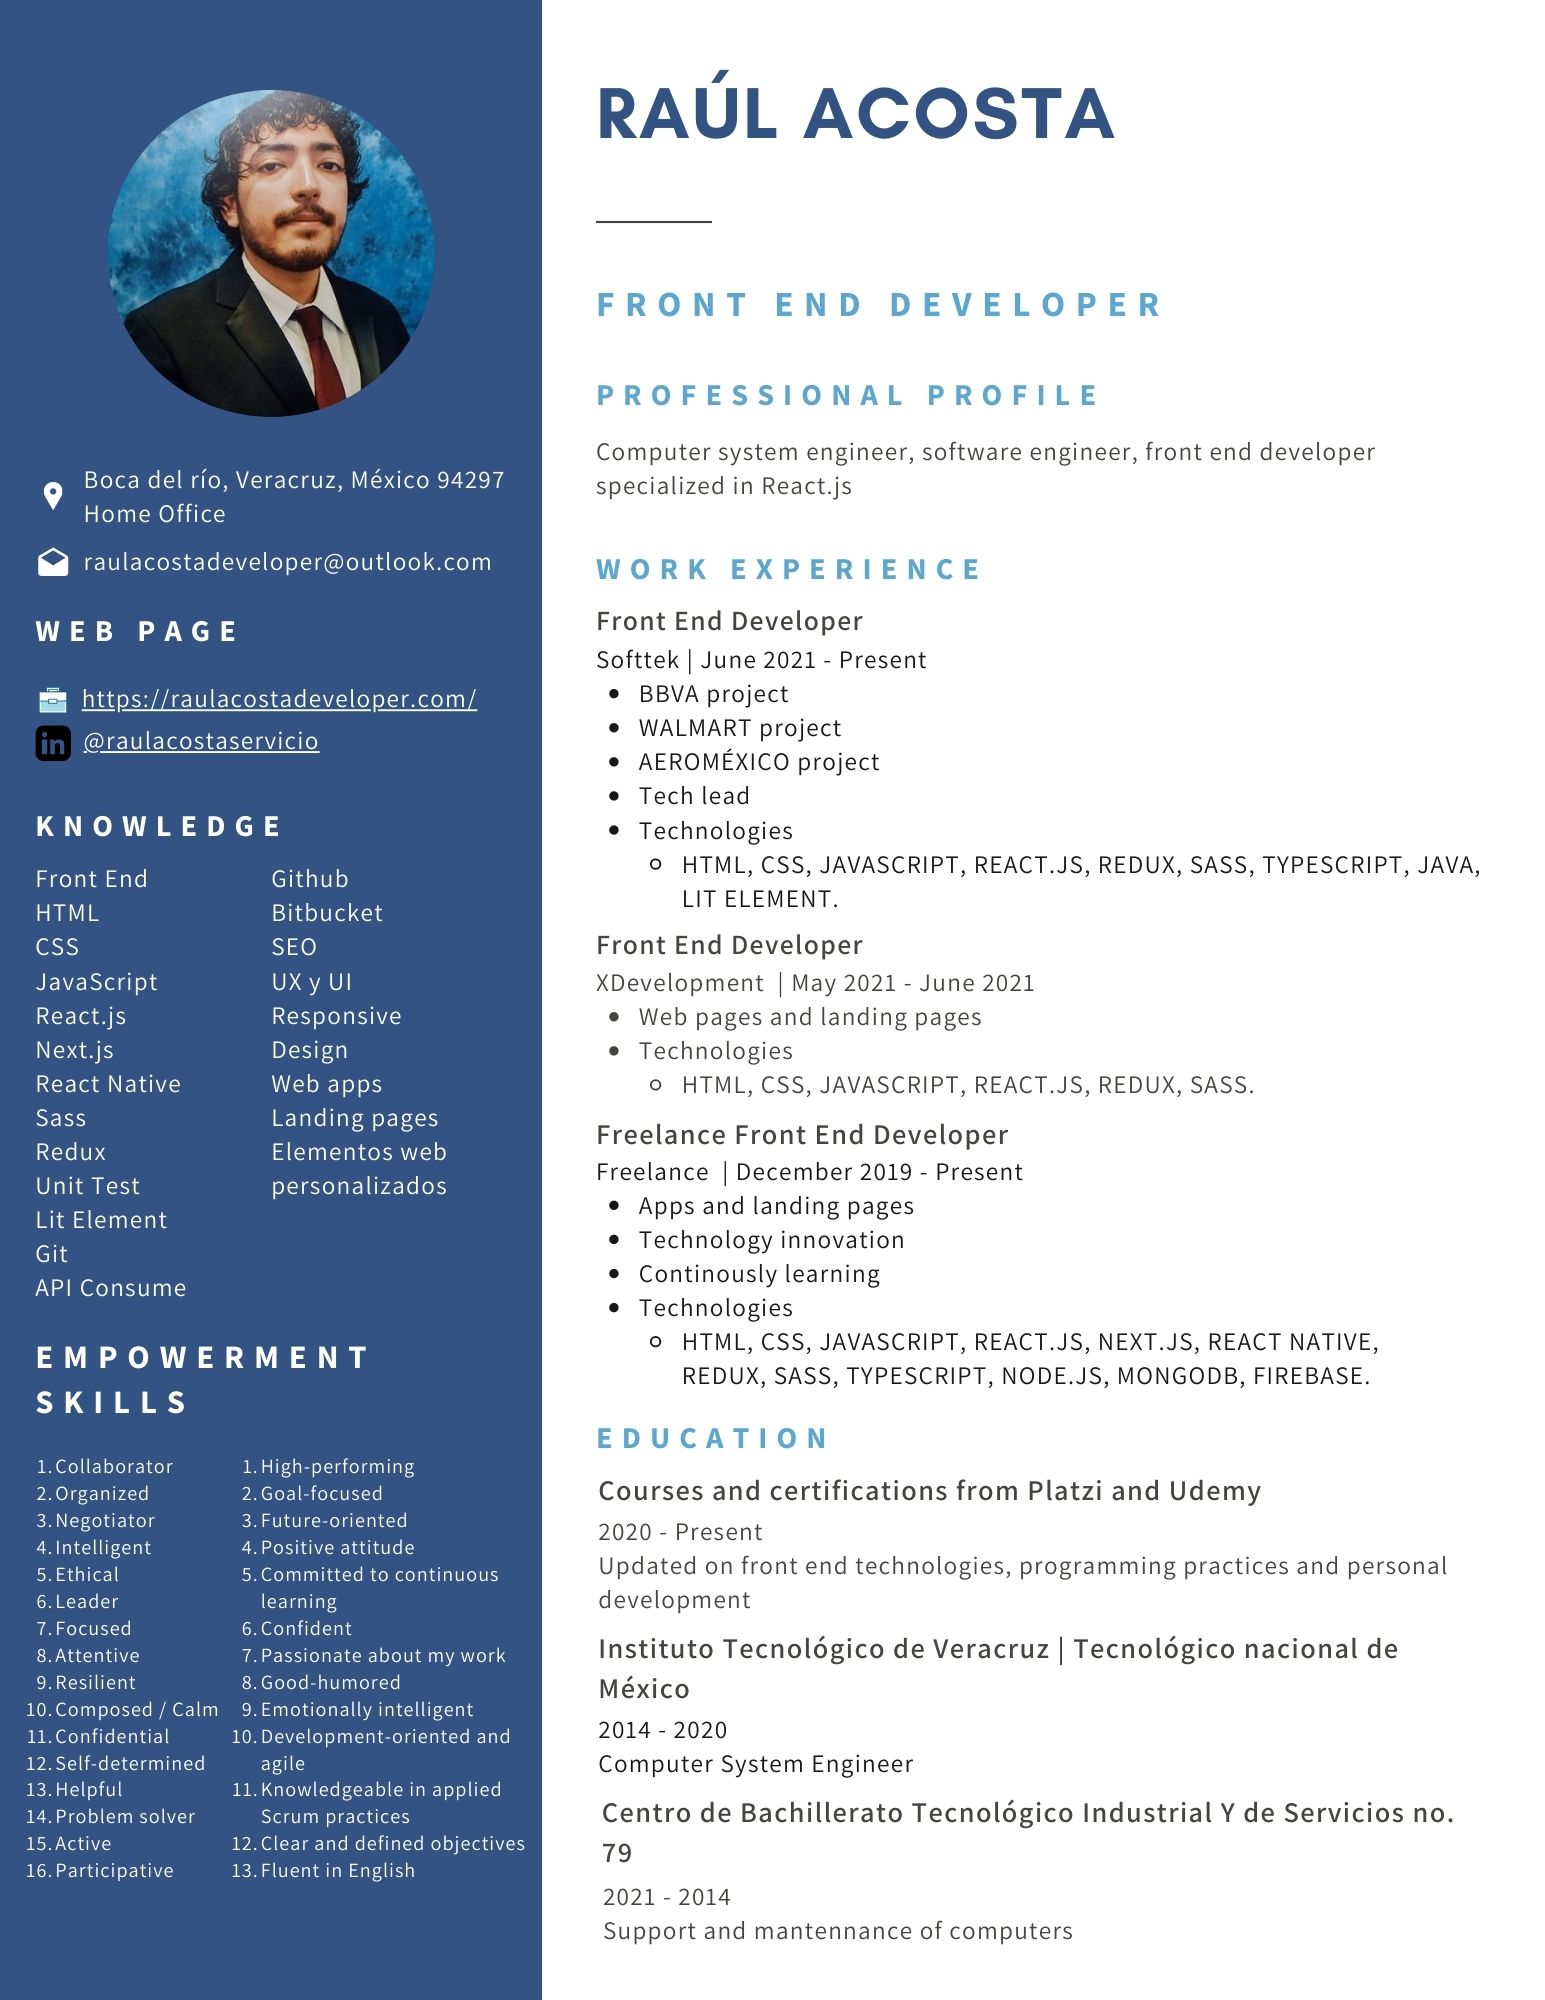 RAÚL ACOSTA
FRONT END DEVELOPER
PROFESSIONAL PROFILE
Computer system engineer, software engineer, front end developer
specialized in React.js
WORK EXPERIENCE
Front End Developer
Softtek | June 2021 - Present
BBVA project
WALMART project
AEROMÉXICO project
Tech lead
Technologies
HTML, CSS, JAVASCRIPT, REACT.JS, REDUX, SASS, TYPESCRIPT, JAVA,
LIT ELEMENT.
Front End Developer
XDevelopment | May 2021 - June 2021
Web pages and landing pages
Technologies
HTML, CSS, JAVASCRIPT, REACT.JS, REDUX, SASS.
Freelance Front End Developer
Freelance | December 2019 - Present
Apps and landing pages
Technology innovation
Continously learning
Technologies
HTML, CSS, JAVASCRIPT, REACT.JS, NEXT.JS, REACT NATIVE,
REDUX, SASS, TYPESCRIPT, NODE.JS, MONGODB, FIREBASE.
EDUCATION
Courses and certifications from Platzi and Udemy
2020 - Present
Updated on front end technologies, programming practices and personal
development
Instituto Tecnológico de Veracruz | Tecnológico nacional de
México
2014 - 2020
Computer System Engineer
Centro de Bachillerato Tecnológico Industrial Y de Servicios no.
79
2021 - 2014
Support and mantennance of computers
Boca del río, Veracruz, México 94297
Home Office
raulacostadeveloper@outlook.com
WEB PAGE
https://raulacostadeveloper.com/
in @raulacostaservicio
KNOWLEDGE
Front End
HTML
CSS
JavaScript
React.js
Next.js
React Native
Sass
Redux
Unit Test
Lit Element
Git
API Consume
Github
Bitbucket
SEO
UX y UI
Responsive
Design
Web apps
Landing pages
Elementos web
personalizados
EMPOWERMENT
SKILLS
1. Collaborator
2. Organized
3. Negotiator
4. Intelligent
5. Ethical
6. Leader
7. Focused
8. Attentive
9. Resilient
10. Composed / Calm
11. Confidential
12. Self-determined
13. Helpful
14. Problem solver
15. Active
16. Participative
1. High-performing
2. Goal-focused
3. Future-oriented
4. Positive attitude
5. Committed to continuous
learning
6. Confident
7. Passionate about my work
8. Good-humored
9. Emotionally intelligent
10. Development-oriented and
agile
11. Knowledgeable in applied
Scrum practices
12. Clear and defined objectives
13. Fluent in English